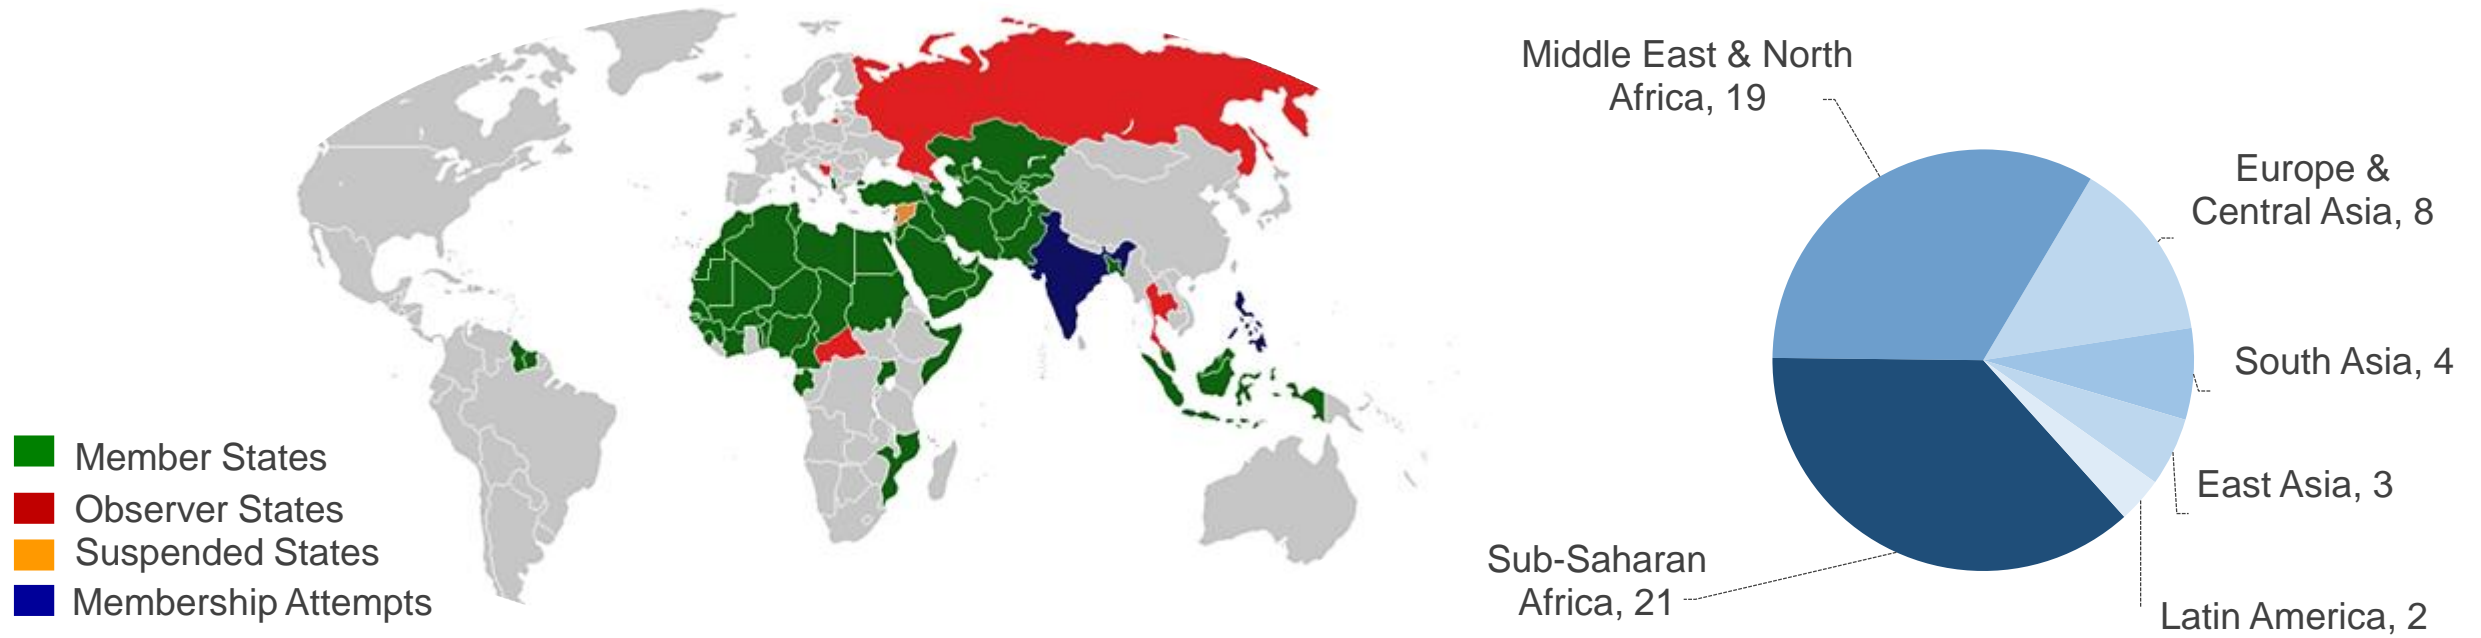 Member States
Observer States
Suspended States
Membership Attempts
Middle East & North
Africa, 19
Europe &
Central Asia, 8
South Asia, 4
East Asia, 3
Latin America, 2
Sub-Saharan
Africa, 21